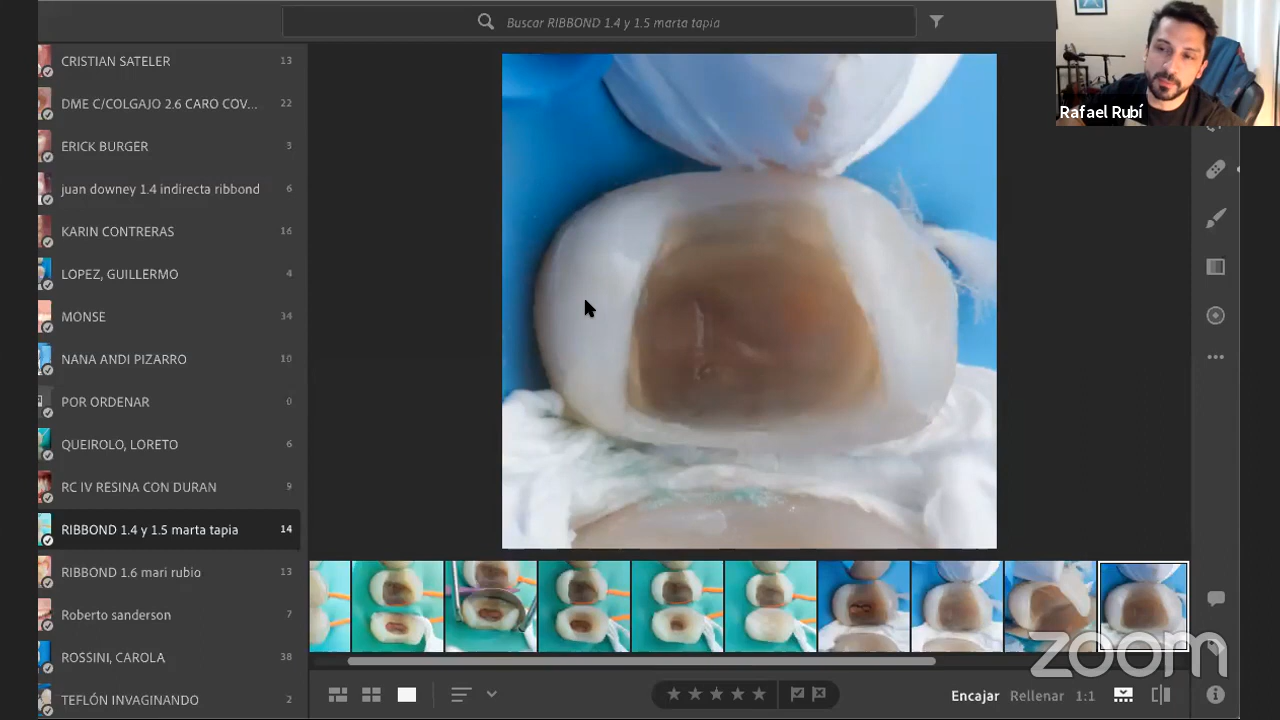 Buscar RIBBOND 1.4 y 1.5 marta tapia
Rafael Rubí
CRISTIAN SATELER 13
DME C/COLGAJO 2.6 CARO COV... 22
ERICK BURGER 3
juan downey 1.4 indirecta ribbond 6
KARIN CONTRERAS 16
LOPEZ, GUILLERMO 4
MONSE 34
NANA ANDI PIZARRO 10
POR ORDENAR 0
QUEIROLO, LORETO 6
RC IV RESINA CON DURAN 9
RIBBOND 1.4 y 1.5 marta tapia 14
RIBBOND 1.6 mari rubio 13
Roberto sanderson 7
ROSSINI, CAROLA 38
TEFLÓN INVAGINANDO 2
zoom
Encajar Rellenar 1:1